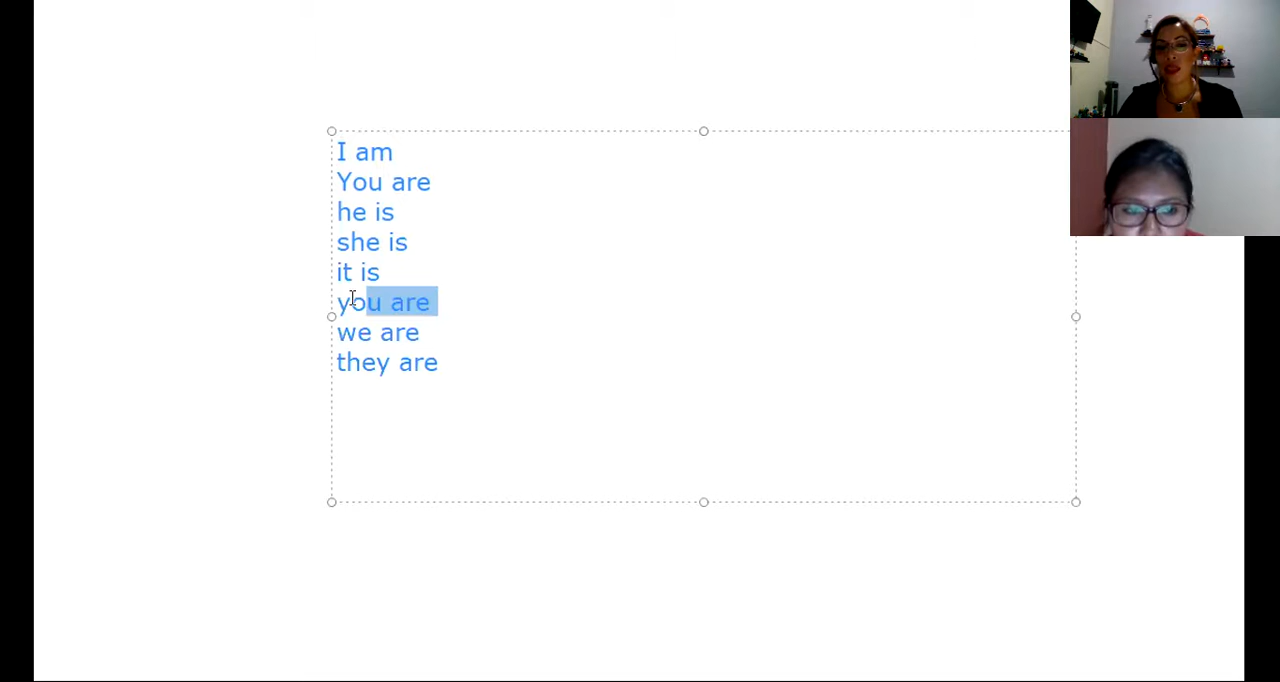 I am
You are
he is
she is
it is
you are
we are
they are